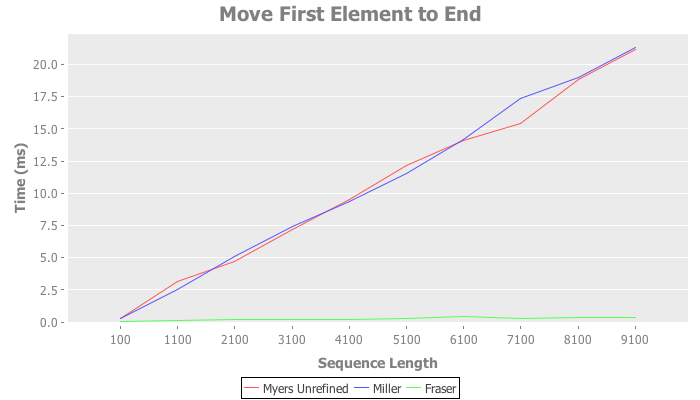 Move First Element to End
Time (ms)
20.0
17.5
15.0
12.5
10.0
7.5
5.0
2.5
0.0
100 1100 2100 3100 4100 5100 6100 7100 8100 9100
Sequence Length
Myers Unrefined Miller Fraser